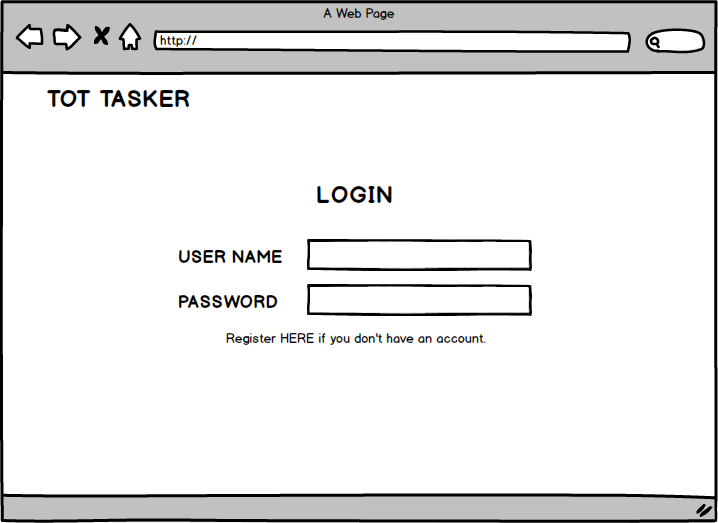 A Web Page
http://
TOT TASKER
LOGIN
USER NAME
PASSWORD
Register HERE if you don't have an account.